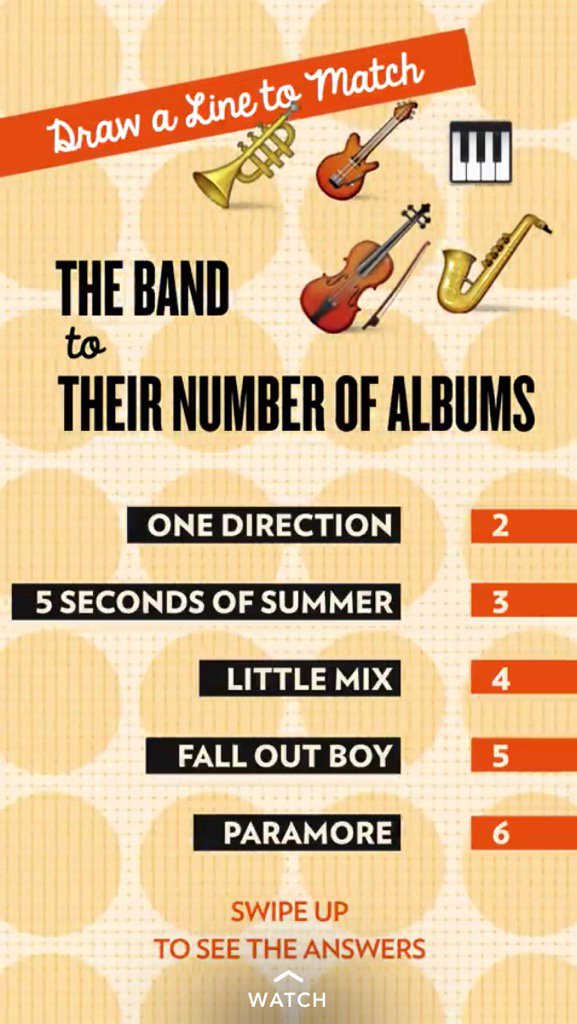 Draw a Line to Match
THE BAND
to
THEIR NUMBER OF ALBUMS
ONE DIRECTION 2
5 SECONDS OF SUMMER 3
LITTLE MIX 4
FALL OUT BOY 5
PARAMORE 6
SWIPE UP
TO SEE THE ANSWERS
WATCH